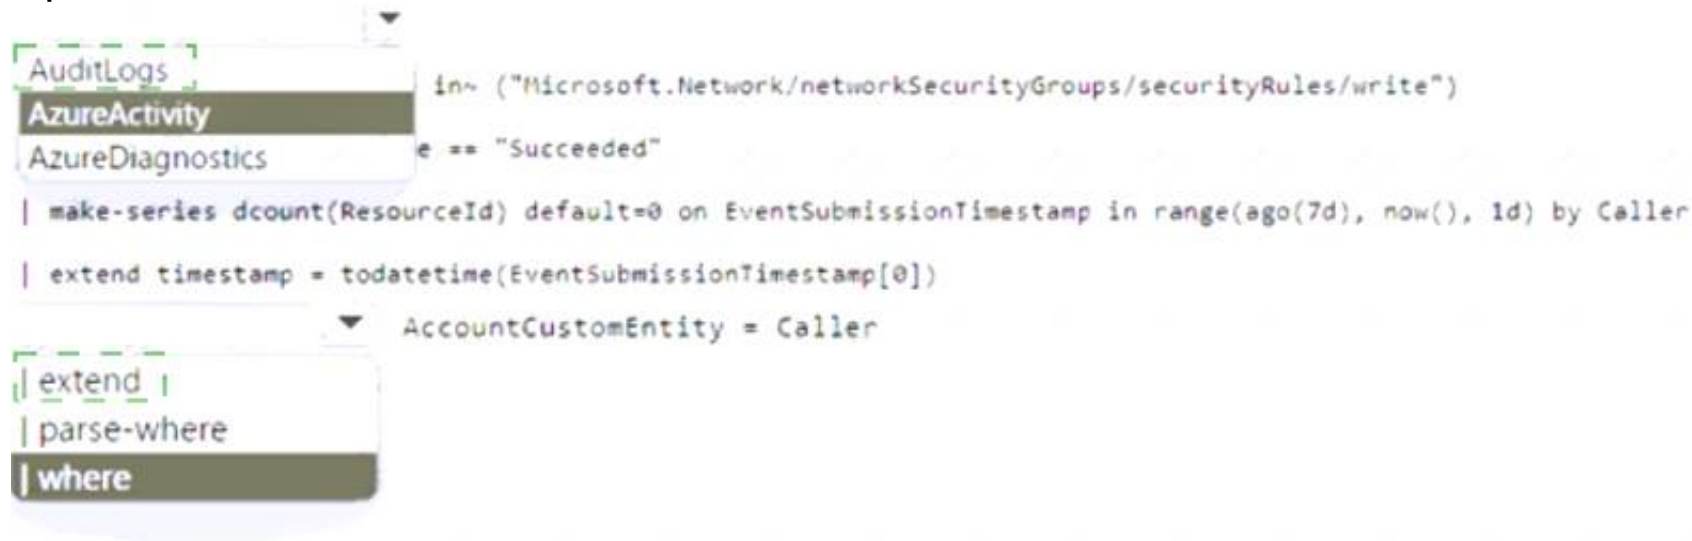 AuditLogs
AzureActivity
AzureDiagnostics
in~ ("Microsoft.Network/networkSecurityGroups/securityRules/write")
e == "Succeeded"
| make-series dcount(ResourceId) default=0 on EventSubmissionTimestamp in range(ago(7d), now(), 1d) by Caller
| extend timestamp = todatetime(EventSubmissionTimestamp[0])
AccountCustomEntity = Caller
| extend
| parse-where
| where